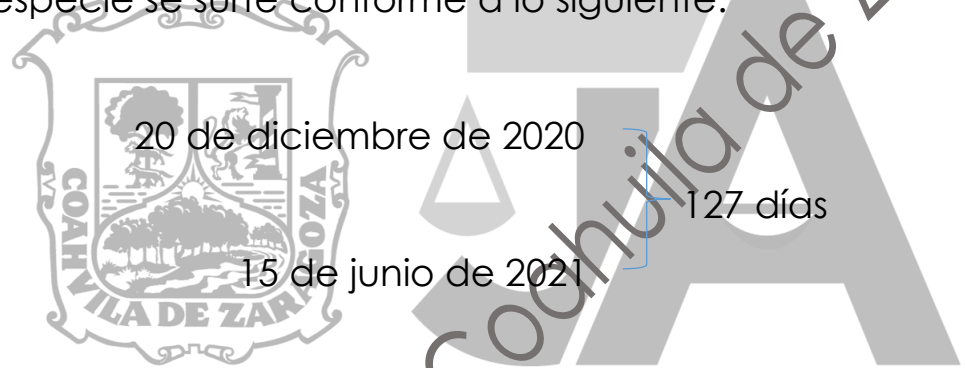 especie se surte conforme a lo siguiente:
20 de diciembre de 2020
127 días
15 de junio de 2021
COAHUILA DE ZARAGOZA
Coahuila de Z